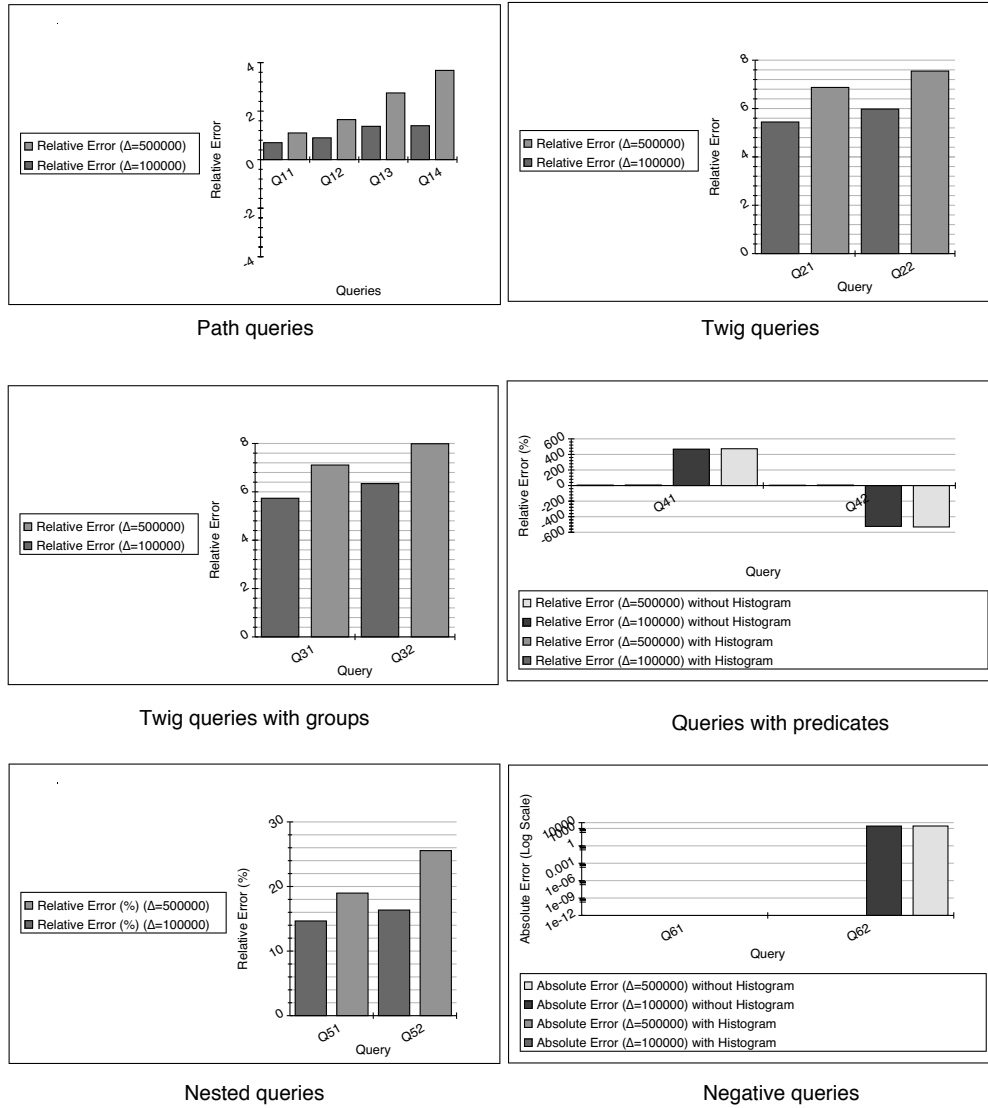 4
2
0
-2
-4
Relative Error
Relative Error (Δ=500000)
Relative Error (Δ=100000)
Q11
Q12
Q13
Q14
Queries
Path queries
8
6
4
2
0
Relative Error
Relative Error (Δ=500000)
Relative Error (Δ=100000)
Q21
Q22
Query
Twig queries
8
6
4
2
0
Relative Error
Relative Error (Δ=500000)
Relative Error (Δ=100000)
Q31
Q32
Query
Twig queries with groups
600
400
200
0
-200
-400
-600
Relative Error (%)
Q41
Q42
Query
Relative Error (Δ=500000) without Histogram
Relative Error (Δ=100000) without Histogram
Relative Error (Δ=500000) with Histogram
Relative Error (Δ=100000) with Histogram
Queries with predicates
30
20
10
0
Relative Error (%)
Relative Error (%) (Δ=500000)
Relative Error (%) (Δ=100000)
Q51
Q52
Query
Nested queries
10000
1000
1
0.001
1e-06
1e-09
1e-12
Absolute Error (Log Scale)
Q61
Q62
Query
Absolute Error (Δ=500000) without Histogram
Absolute Error (Δ=100000) without Histogram
Absolute Error (Δ=500000) with Histogram
Absolute Error (Δ=100000) with Histogram
Negative queries